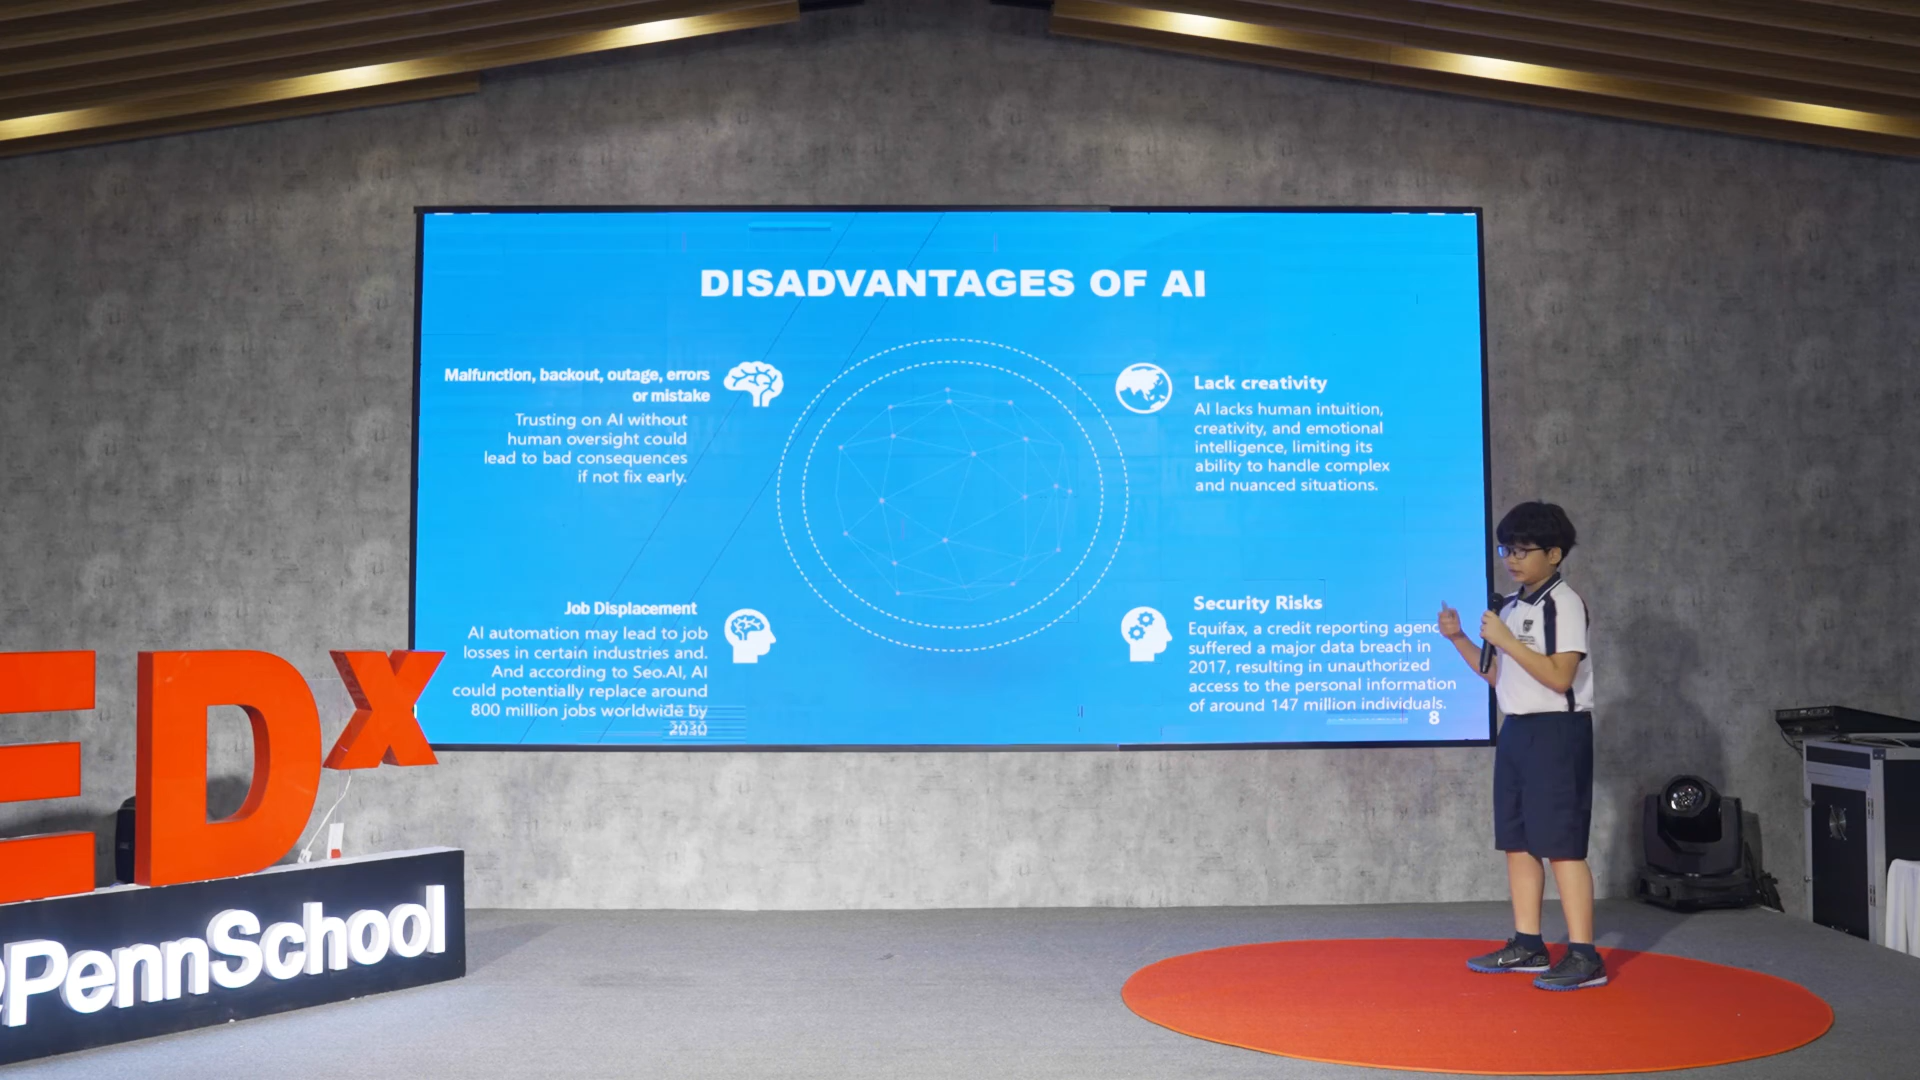 DISADVANTAGES OF AI
Malfunction, backout, outage, errors
or mistake
Trusting on AI without
human oversight could
lead to bad consequences
if not fix early.
Lack creativity
AI lacks human intuition,
creativity, and emotional
intelligence, limiting its
ability to handle complex
and nuanced situations.
Job Displacement
AI automation may lead to job
losses in certain industries and.
And according to Seo.AI, AI
could potentially replace around
800 million jobs worldwide by
2030
Security Risks
Equifax, a credit reporting agenc
suffered a major data breach in
2017, resulting in unauthorized
access to the personal information
of around 147 million individuals.
8
EDx
@PennSchool